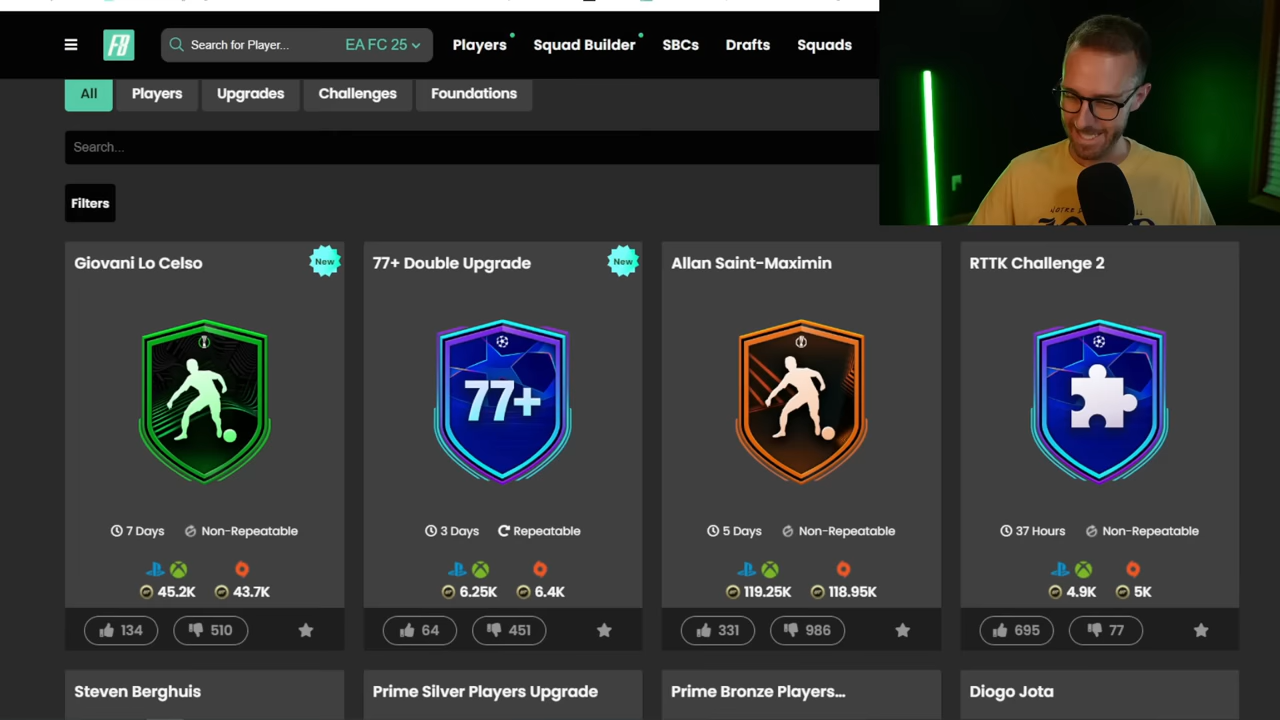 FB
Search for Player...
EA FC 25
Players
Squad Builder
SBCs
Drafts
Squads
All
Players
Upgrades
Challenges
Foundations
Search...
Filters
Giovani Lo Celso
New
7 Days
Non-Repeatable
45.2K
43.7K
134
510
77+ Double Upgrade
New
77+
3 Days
Repeatable
6.25K
6.4K
64
451
Allan Saint-Maximin
5 Days
Non-Repeatable
119.25K
118.95K
331
986
RTTK Challenge 2
37 Hours
Non-Repeatable
4.9K
5K
695
77
Steven Berghuis
Prime Silver Players Upgrade
Prime Bronze Players...
Diogo Jota